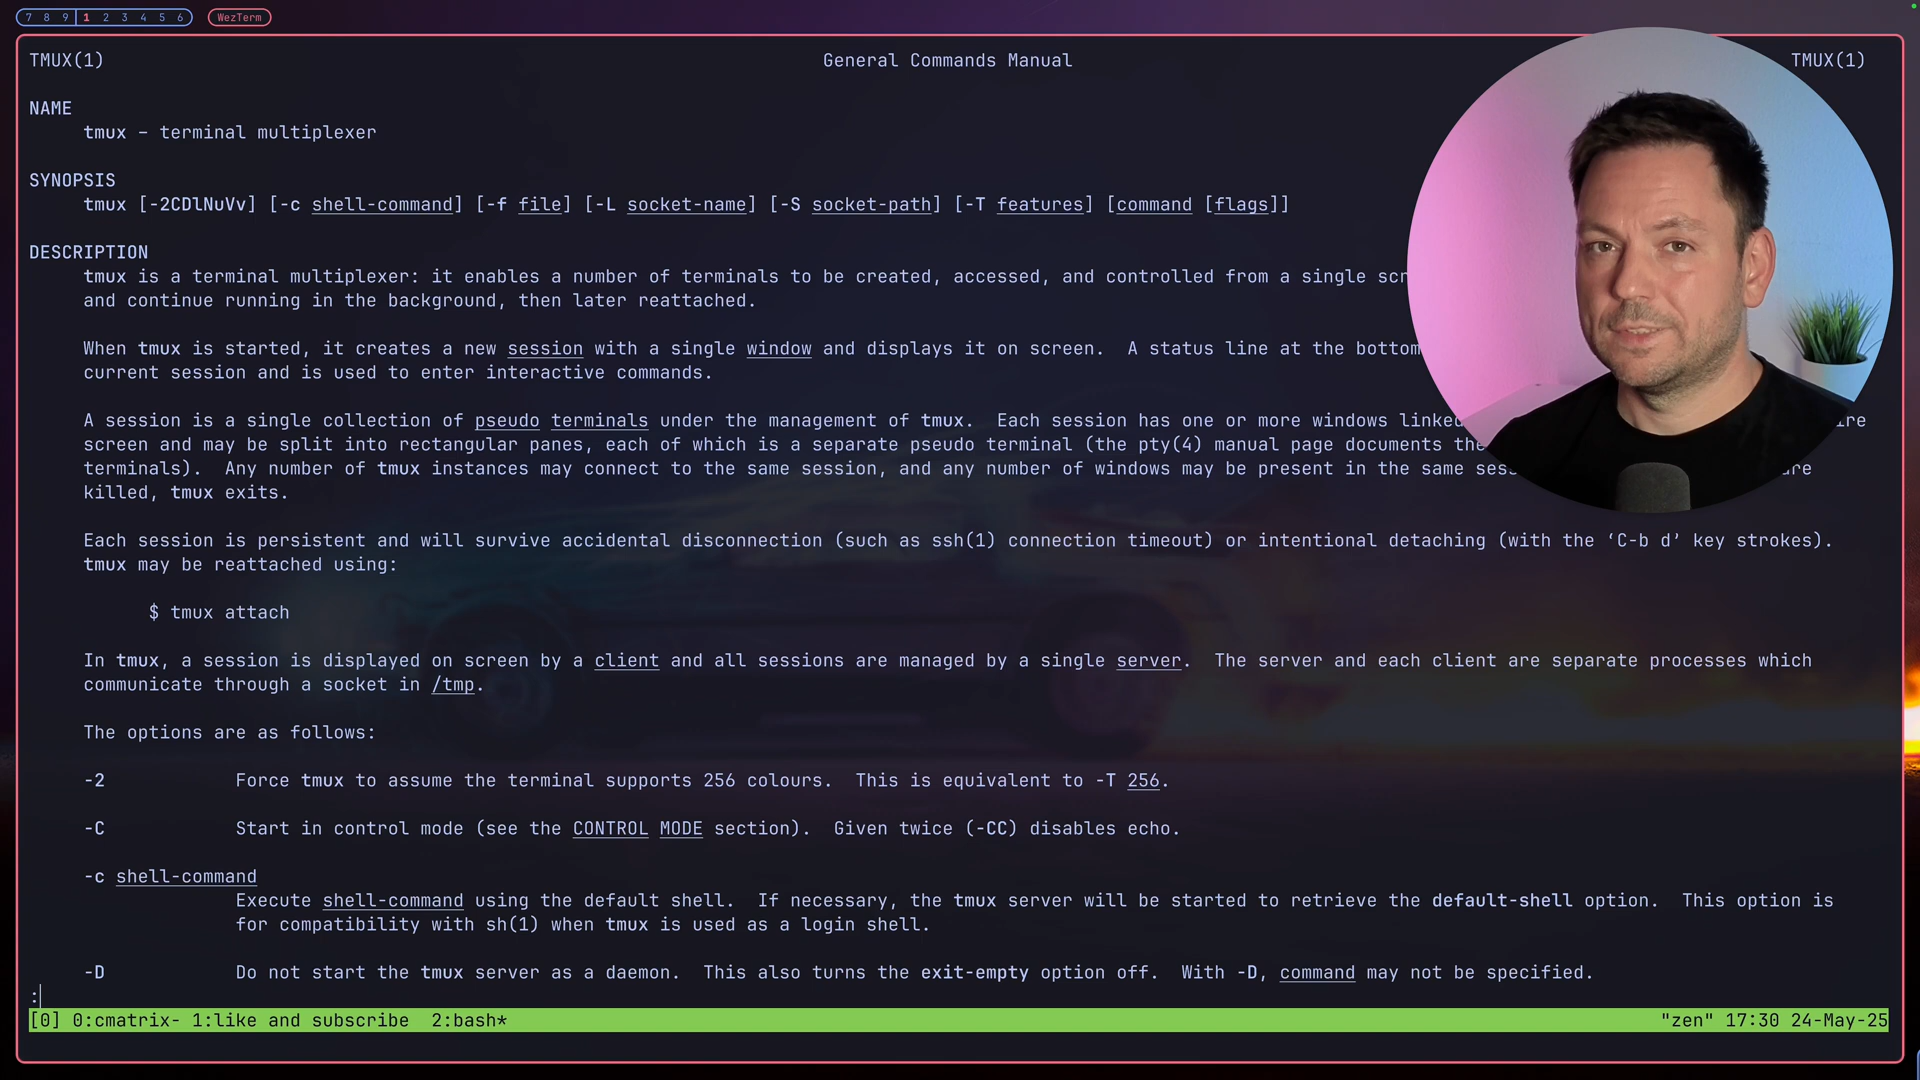 7 8 9 1 2 3 4 5 6 WezTerm
TMUX(1) General Commands Manual TMUX(1)
NAME
tmux – terminal multiplexer
SYNOPSIS
tmux [-2CDlNuVv] [-c shell-command] [-f file] [-L socket-name] [-S socket-path] [-T features] [command [flags]]
DESCRIPTION
tmux is a terminal multiplexer: it enables a number of terminals to be created, accessed, and controlled from a single
and continue running in the background, then later reattached.
When tmux is started, it creates a new session with a single window and displays it on screen. A status line at the bottom
current session and is used to enter interactive commands.
A session is a single collection of pseudo terminals under the management of tmux. Each session has one or more windows linked
screen and may be split into rectangular panes, each of which is a separate pseudo terminal (the pty(4) manual page documents the
terminals). Any number of tmux instances may connect to the same session, and any number of windows may be present in the same
killed, tmux exits.
Each session is persistent and will survive accidental disconnection (such as ssh(1) connection timeout) or intentional detaching (with the ‘C-b d’ key strokes).
tmux may be reattached using:
$ tmux attach
In tmux, a session is displayed on screen by a client and all sessions are managed by a single server. The server and each client are separate processes which
communicate through a socket in /tmp.
The options are as follows:
-2 Force tmux to assume the terminal supports 256 colours. This is equivalent to -T 256.
-C Start in control mode (see the CONTROL MODE section). Given twice (-CC) disables echo.
-c shell-command
Execute shell-command using the default shell. If necessary, the tmux server will be started to retrieve the default-shell option. This option is
for compatibility with sh(1) when tmux is used as a login shell.
-D Do not start the tmux server as a daemon. This also turns the exit-empty option off. With -D, command may not be specified.
:
[0] 0:cmatrix- 1:like and subscribe 2:bash* "zen" 17:30 24-May-25